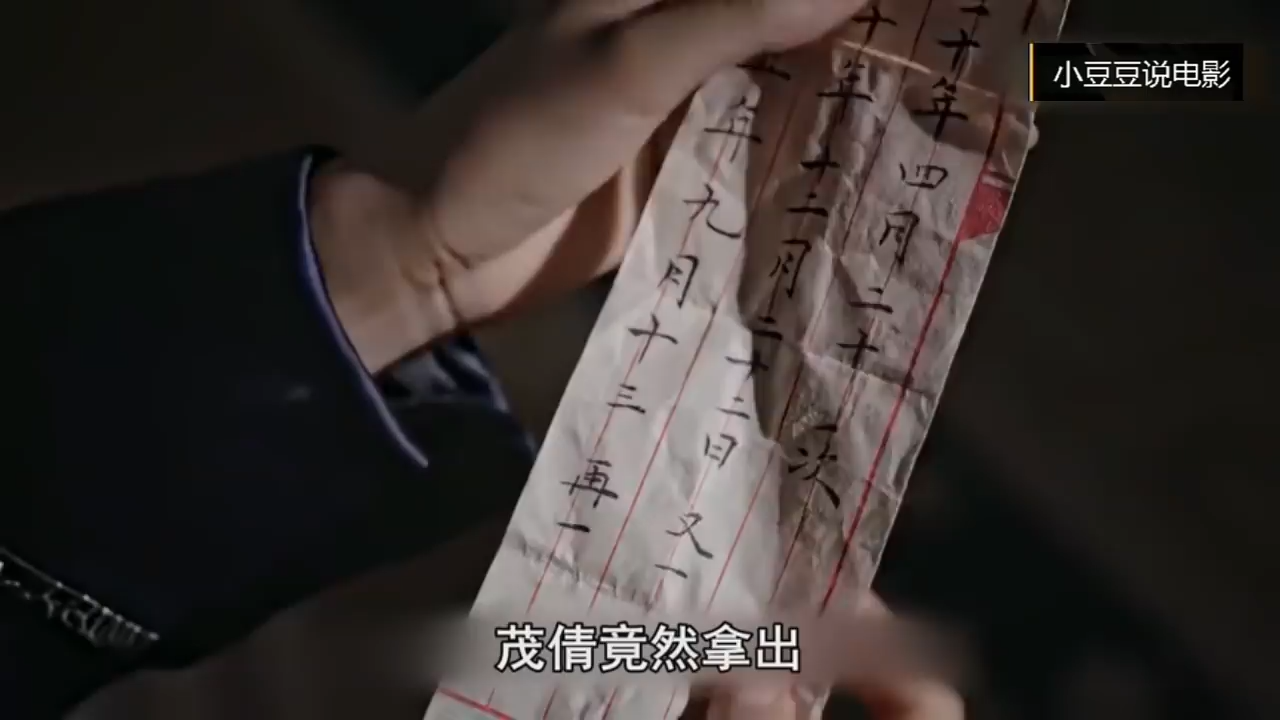 小豆豆说电影
十年四月二十
一次
十年十二月二十二日又一
年九月十三再一
茂倩竟然拿出